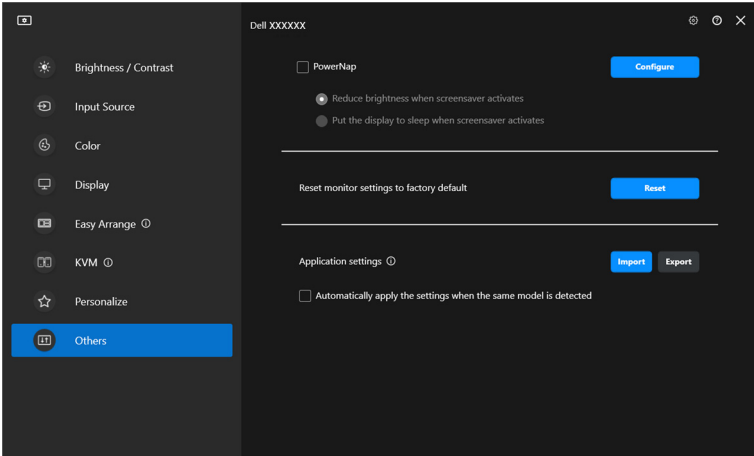 Dell XXXXXX
Brightness / Contrast
Input Source
Color
Display
Easy Arrange
KVM
Personalize
Others
PowerNap
Configure
Reduce brightness when screensaver activates
Put the display to sleep when screensaver activates
Reset monitor settings to factory default
Reset
Application settings
Import
Export
Automatically apply the settings when the same model is detected